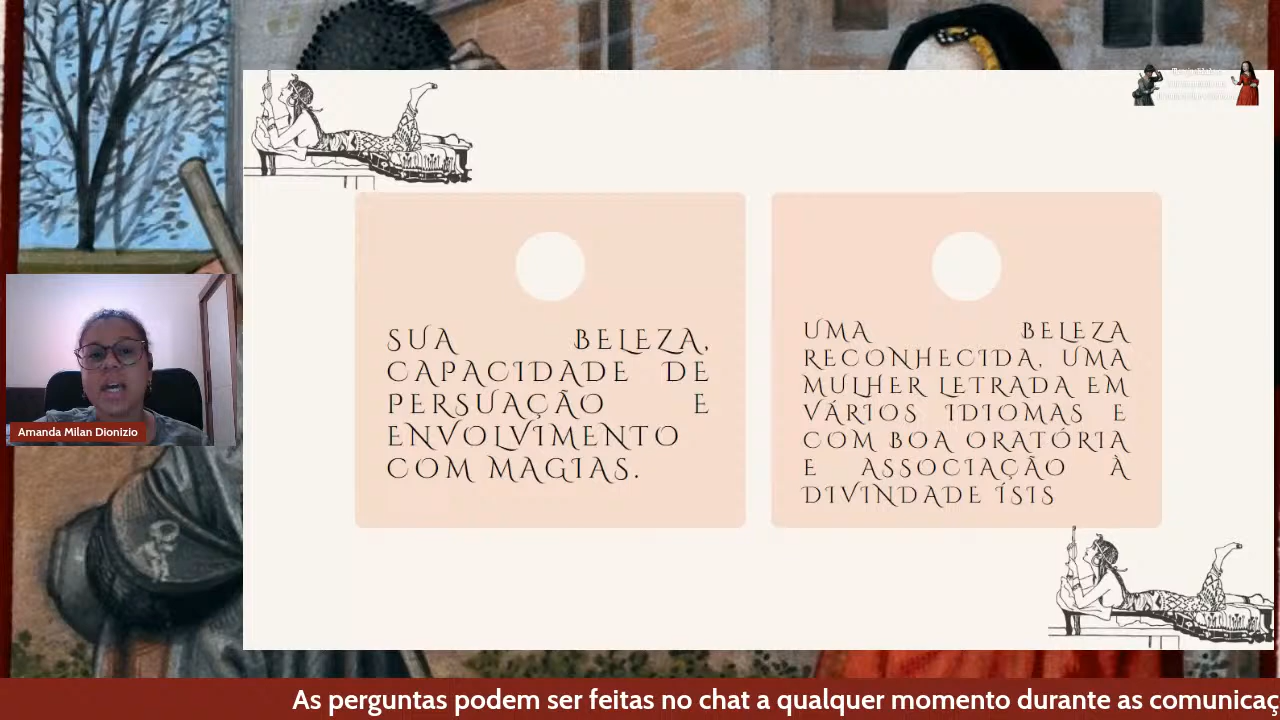 SUA BELEZA,
CAPACIDADE DE
PERSUAÇÃO E
ENVOLVIMENTO
COM MAGIAS.
UMA BELEZA
RECONHECIDA, UMA
MULHER LETRADA EM
VÁRIOS IDIOMAS E
COM BOA ORATÓRIA
E ASSOCIAÇÃO À
DIVINDADE ÍSIS
Amanda Milan Dionizio
As perguntas podem ser feitas no chat a qualquer momento durante as comunicaç